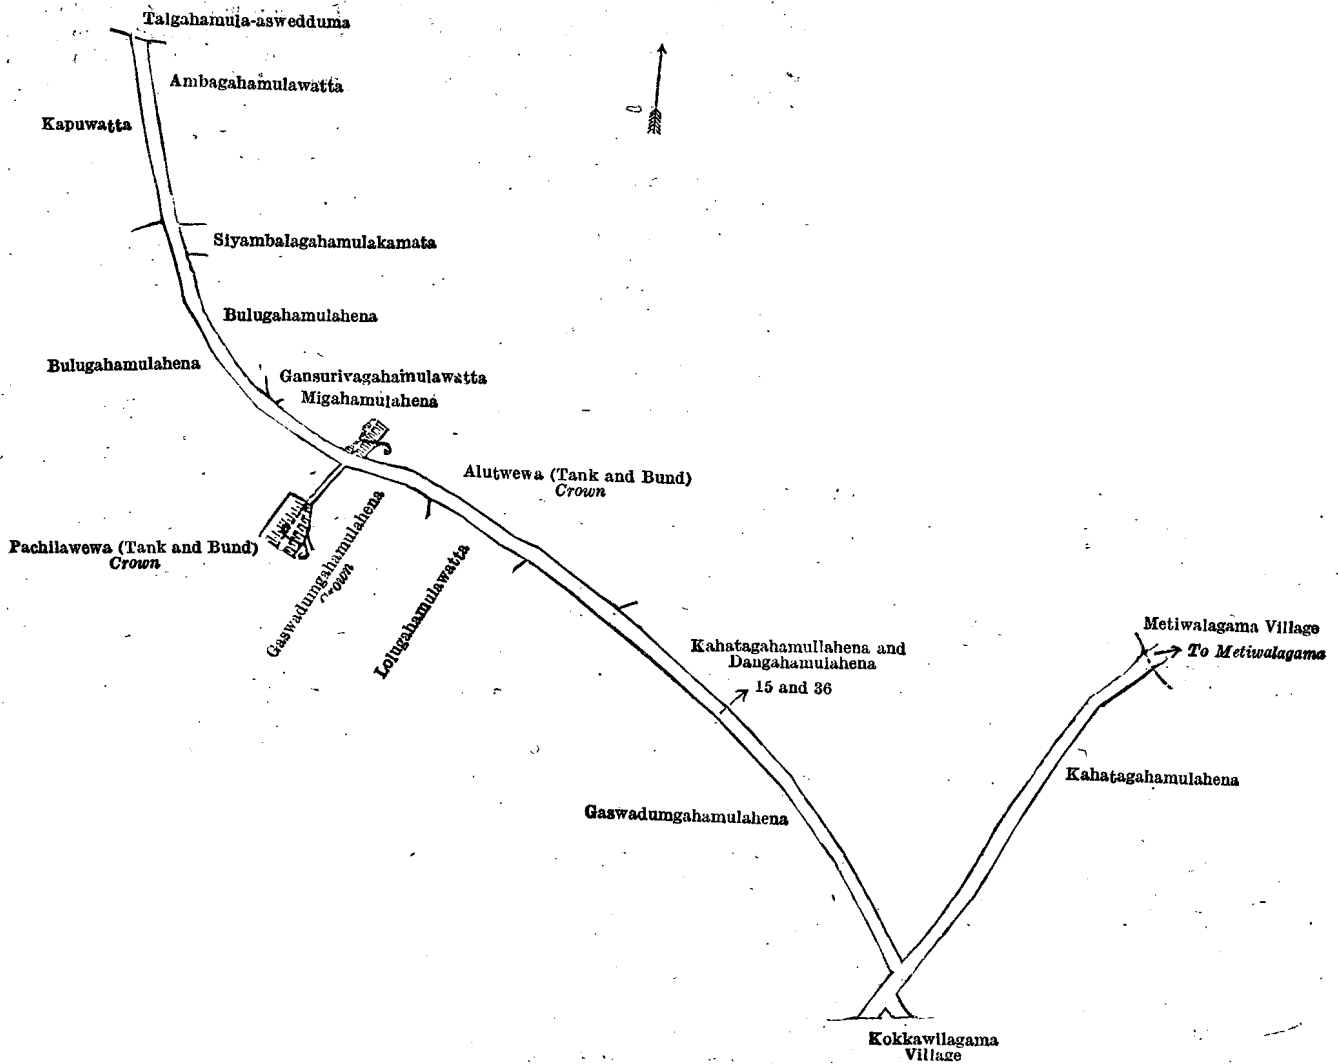 Talgahamula-aswedduma
Ambagahamulawatta
Kapuwatta
Siyambalagahamulakamata
Bulugahamulahena
Bulugahamulahena
Gansurivagahamulawatta
Migahamulahena
Alutwewa (Tank and Bund)
Crown
Pachilawewa (Tank and Bund)
Crown
Gaswadumgahamulahena
Crown
Lolugahamulawatta
Metiwalagama Village
To Metiwalagama
Kahatagahamullahena and
Dangahamulahena
15 and 36
Kahatagahamulahena
Gaswadumgahamulahena
Kokkawilagama
Village